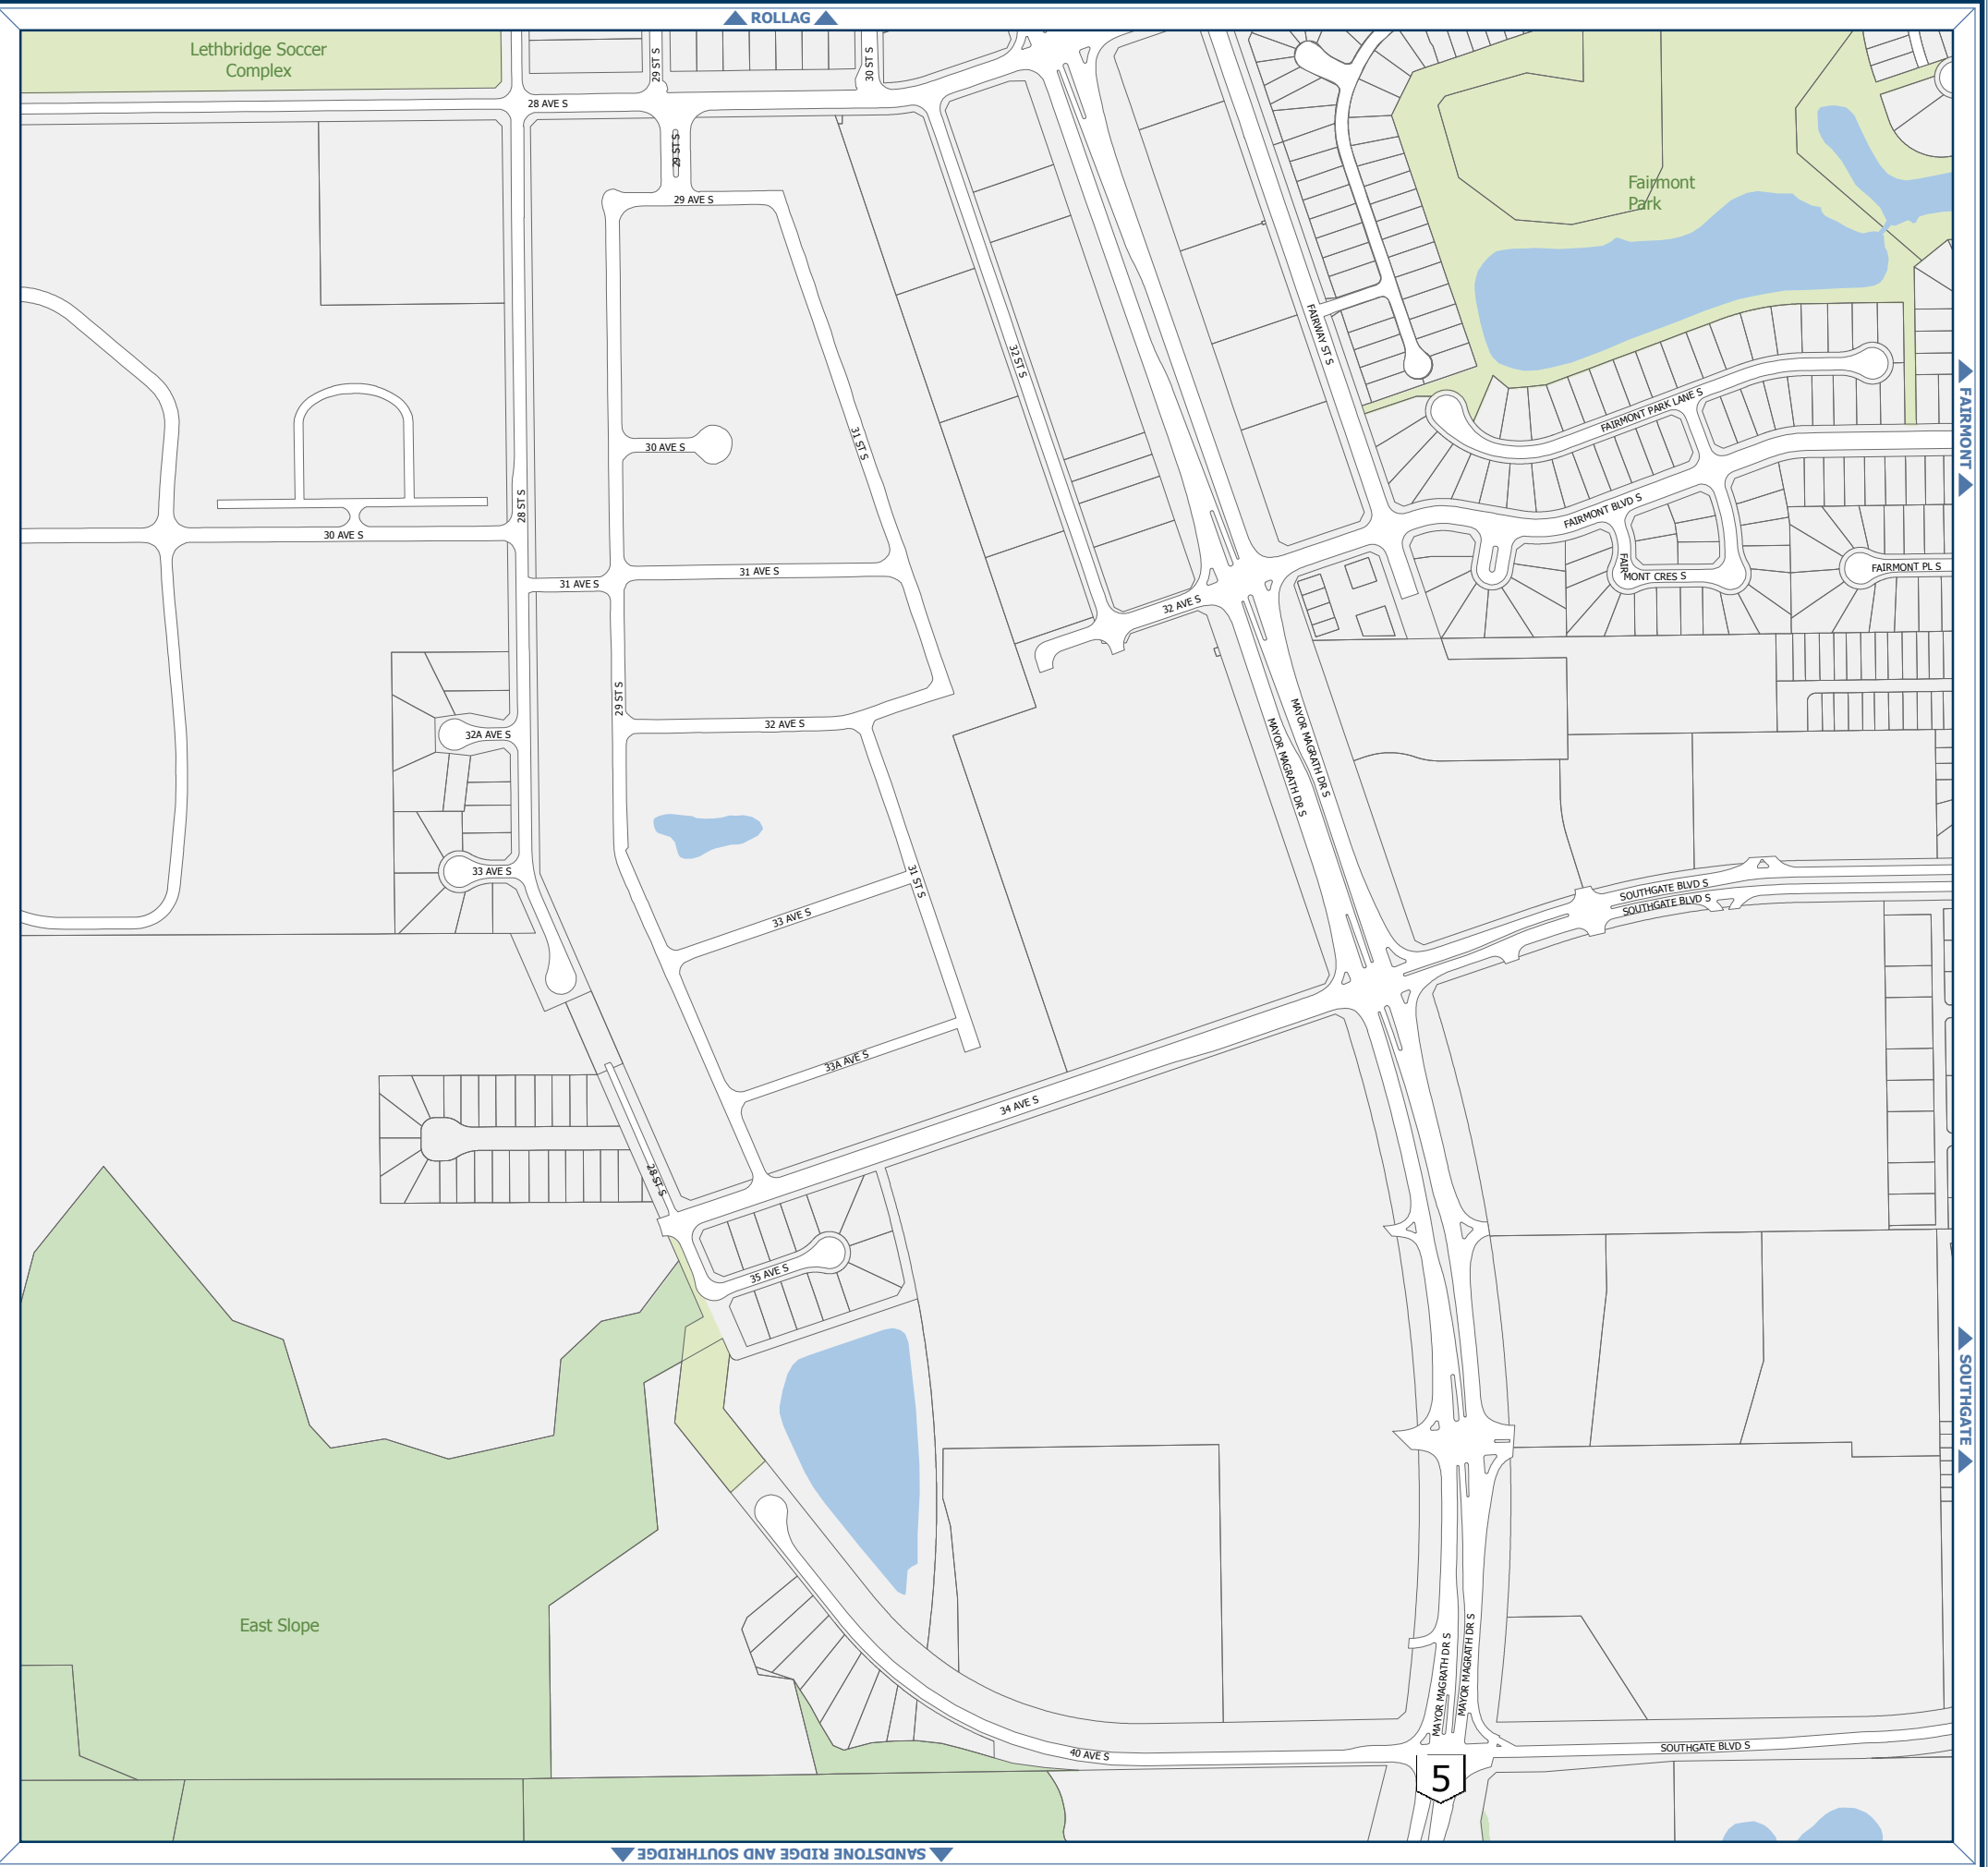 ROLLAG
Lethbridge Soccer
Complex
29 ST S
30 ST S
28 AVE S
29 ST S
29 AVE S
Fairmont
Park
FAIRWAY ST S
32 ST S
FAIRMONT PARK LANE S
FAIRMONT
31 ST S
30 AVE S
28 ST S
FAIRMONT BLVD S
30 AVE S
FAIR
MONT CRES S
FAIRMONT PL S
31 AVE S
31 AVE S
32 AVE S
29 ST S
MAYOR MAGRATH DR S
MAYOR MAGRATH DR S
32 AVE S
32A AVE S
33 AVE S
31 ST S
SOUTHGATE BLVD S
SOUTHGATE BLVD S
33 AVE S
33A AVE S
34 AVE S
28 ST S
35 AVE S
SOUTHGATE
East Slope
MAYOR MAGRATH DR S
MAYOR MAGRATH DR S
40 AVE S
SOUTHGATE BLVD S
5
SANDSTONE RIDGE AND SOUTHRIDGE